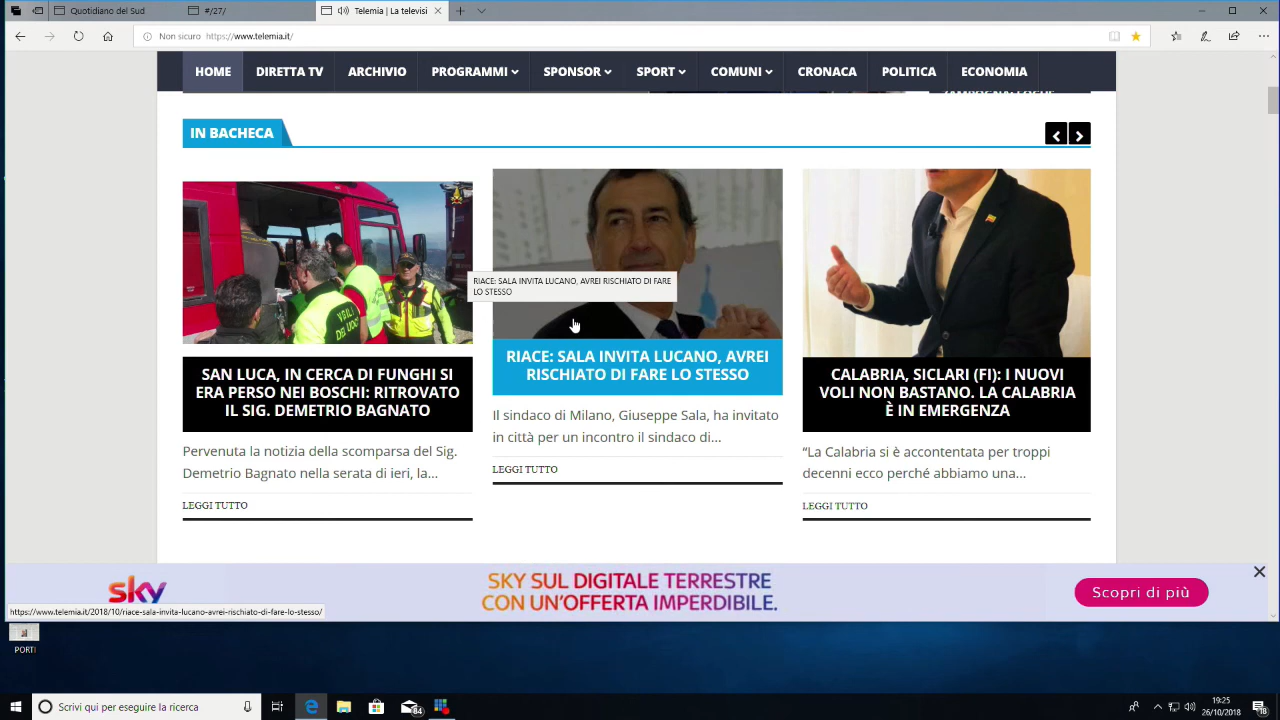 Quotidiano del Sud
#/27/
Telemia | La televisi
Non sicuro https://www.telemia.it/
HOME DIRETTA TV ARCHIVIO PROGRAMMI SPONSOR SPORT COMUNI CRONACA POLITICA ECONOMIA
IN BACHECA
VIGILI
DEL FUOCO
RIACE: SALA INVITA LUCANO, AVREI RISCHIATO DI FARE
LO STESSO
SAN LUCA, IN CERCA DI FUNGHI SI
ERA PERSO NEI BOSCHI: RITROVATO
IL SIG. DEMETRIO BAGNATO
Pervenuta la notizia della scomparsa del Sig.
Demetrio Bagnato nella serata di ieri, la...
LEGGI TUTTO
RIACE: SALA INVITA LUCANO, AVREI
RISCHIATO DI FARE LO STESSO
Il sindaco di Milano, Giuseppe Sala, ha invitato
in città per un incontro il sindaco di...
LEGGI TUTTO
CALABRIA, SICLARI (FI): I NUOVI
VOLI NON BASTANO. LA CALABRIA
È IN EMERGENZA
“La Calabria si è accontentata per troppi
decenni ecco perché abbiamo una...
LEGGI TUTTO
sky
SKY SUL DIGITALE TERRESTRE
CON UN'OFFERTA IMPERDIBILE.
Scopri di più
https://www.telemia.it/2018/10/riace-sala-invita-lucano-avrei-rischiato-di-fare-lo-stesso/
PORTI
Scrivi qui per eseguire la ricerca
84
19:25
26/10/2018
18